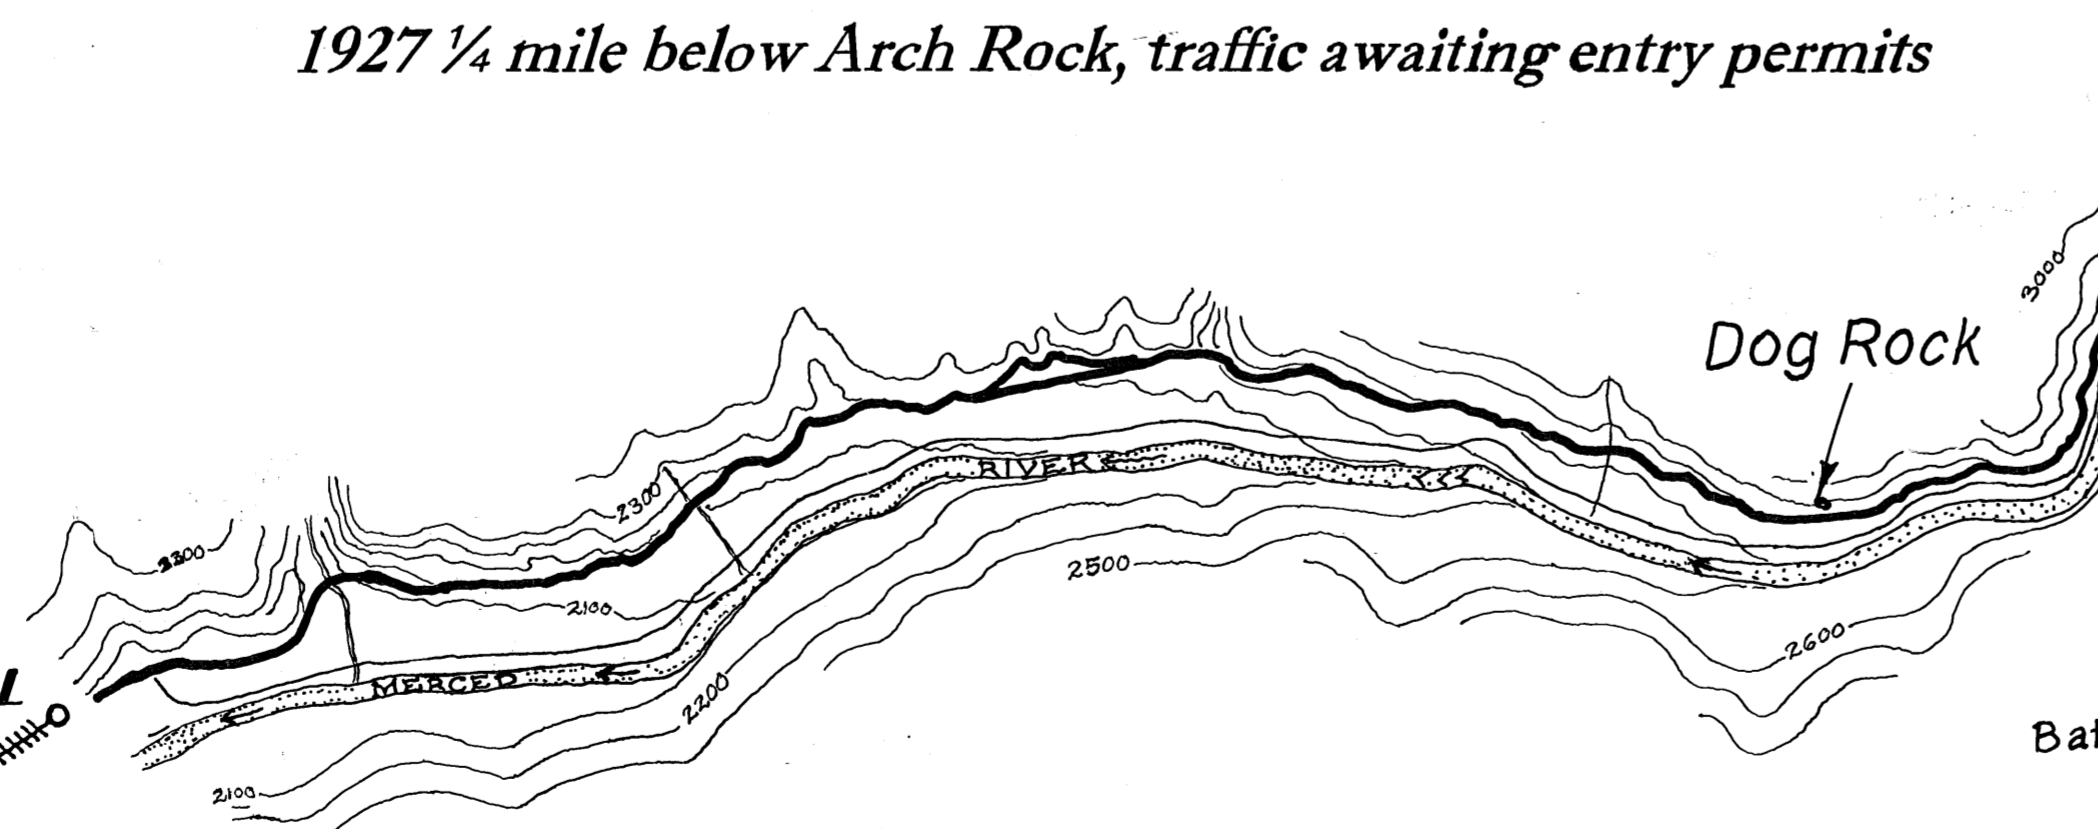 1927 ¼ mile below Arch Rock, traffic awaiting entry permits
3000
Dog Rock
RIVER
2300
2300
2500
2100
2600
L
MERCED
2200
Bat
2100